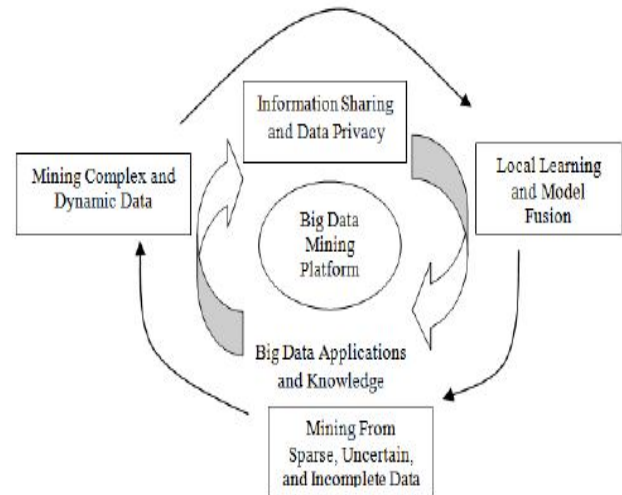 Information Sharing
and Data Privacy
Mining Complex and
Dynamic Data
Local Learning
and Model
Fusion
Big Data
Mining
Platform
Big Data Applications
and Knowledge
Mining From
Sparse, Uncertain,
and Incomplete Data